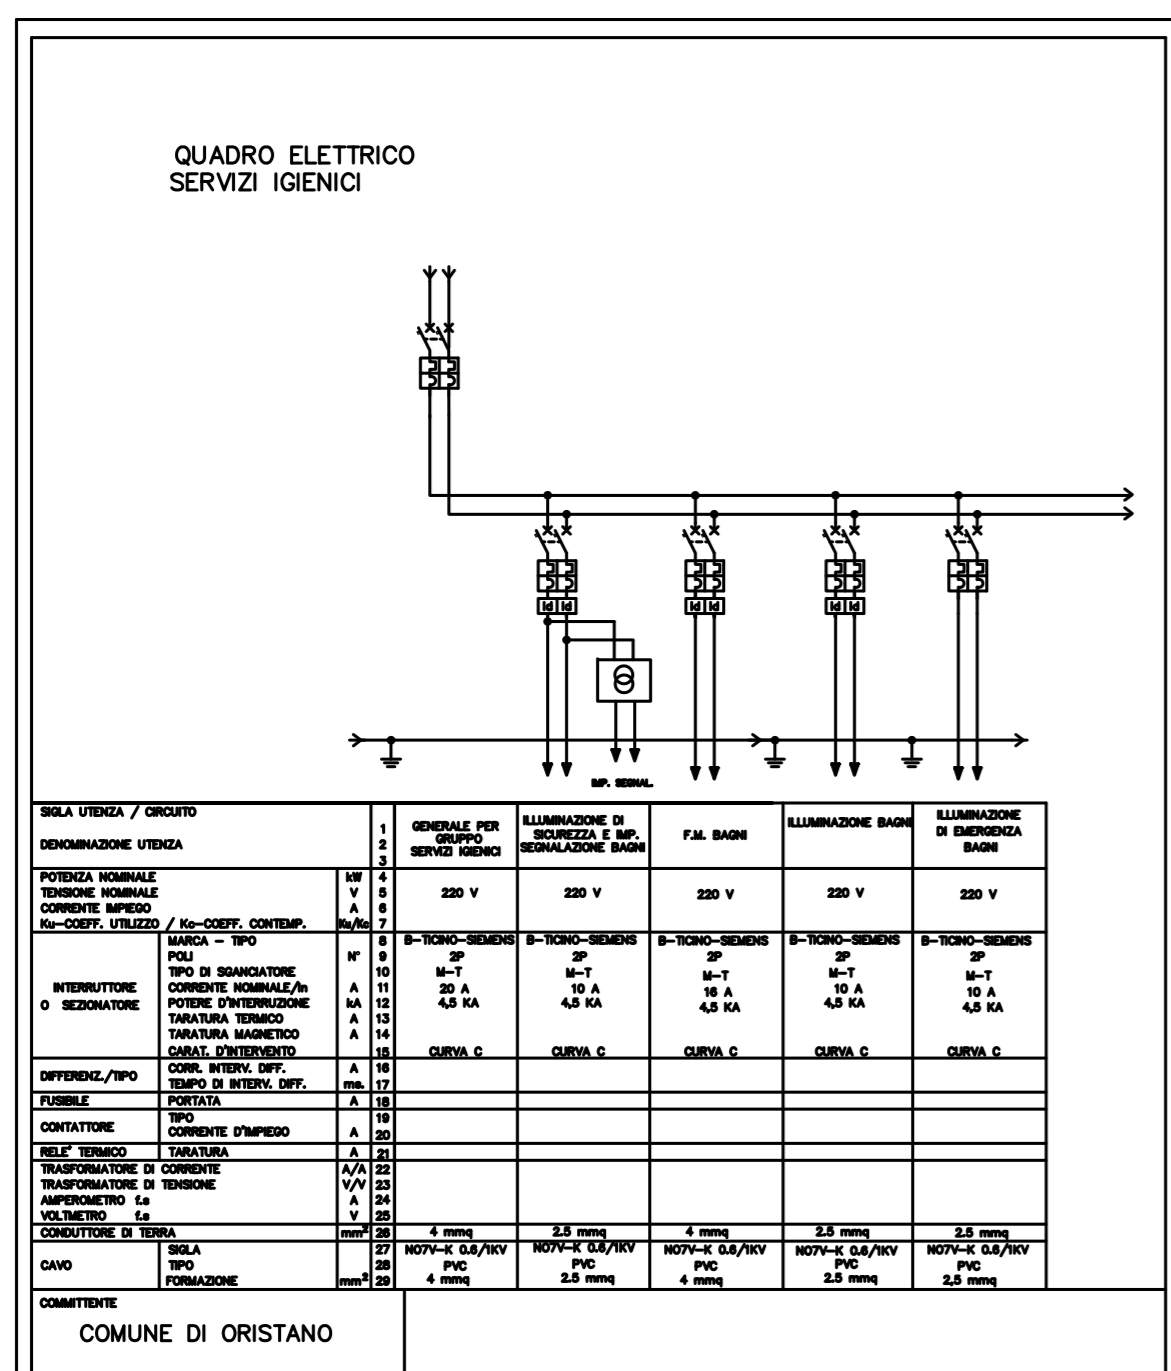 QUADRO ELETTRICO
SERVIZI IGIENICI
Id Id
Id Id
Id Id
IMP. SEGNAL.
SIGLA UTENZA / CIRCUITO
DENOMINAZIONE UTENZA
1
2
3
GENERALE PER
GRUPPO
SERVIZI IGIENICI
ILLUMINAZIONE DI
SICUREZZA E IMP.
SEGNALAZIONE BAGNI
F.M. BAGNI
ILLUMINAZIONE BAGNI
ILLUMINAZIONE
DI EMERGENZA
BAGNI
POTENZA NOMINALE kW 4
TENSIONE NOMINALE V 5 220 V 220 V 220 V 220 V 220 V
CORRENTE IMPIEGO A 6
Ku-COEFF. UTILIZZO / Kc-COEFF. CONTEMP. Ku/Kc 7
INTERRUTTORE
O SEZIONATORE
MARCA - TIPO 8 B-TICINO-SIEMENS B-TICINO-SIEMENS B-TICINO-SIEMENS B-TICINO-SIEMENS B-TICINO-SIEMENS
POLI N° 9 2P 2P 2P 2P 2P
TIPO DI SGANCIATORE 10 M-T M-T M-T M-T M-T
CORRENTE NOMINALE/In A 11 20 A 10 A 16 A 10 A 10 A
POTERE D'INTERRUZIONE kA 12 4,5 KA 4,5 KA 4,5 KA 4,5 KA 4,5 KA
TARATURA TERMICO A 13
TARATURA MAGNETICO A 14
CARAT. D'INTERVENTO 15 CURVA C CURVA C CURVA C CURVA C CURVA C
DIFFERENZ./TIPO
CORR. INTERV. DIFF. A 16
TEMPO DI INTERV. DIFF. ms. 17
FUSIBILE PORTATA A 18
CONTATTORE
TIPO 19
CORRENTE D'IMPIEGO A 20
RELE' TERMICO TARATURA A 21
TRASFORMATORE DI CORRENTE A/A 22
TRASFORMATORE DI TENSIONE V/V 23
AMPEROMETRO f.s A 24
VOLTMETRO f.s V 25
CONDUTTORE DI TERRA mm² 26 4 mmq 2.5 mmq 4 mmq 2.5 mmq 2.5 mmq
CAVO
SIGLA 27 NO7V-K 0.6/1KV NO7V-K 0.6/1KV NO7V-K 0.6/1KV NO7V-K 0.6/1KV NO7V-K 0.6/1KV
TIPO 28 PVC PVC PVC PVC PVC
FORMAZIONE mm² 29 4 mmq 2.5 mmq 4 mmq 2.5 mmq 2,5 mmq
COMMITTENTE
COMUNE DI ORISTANO